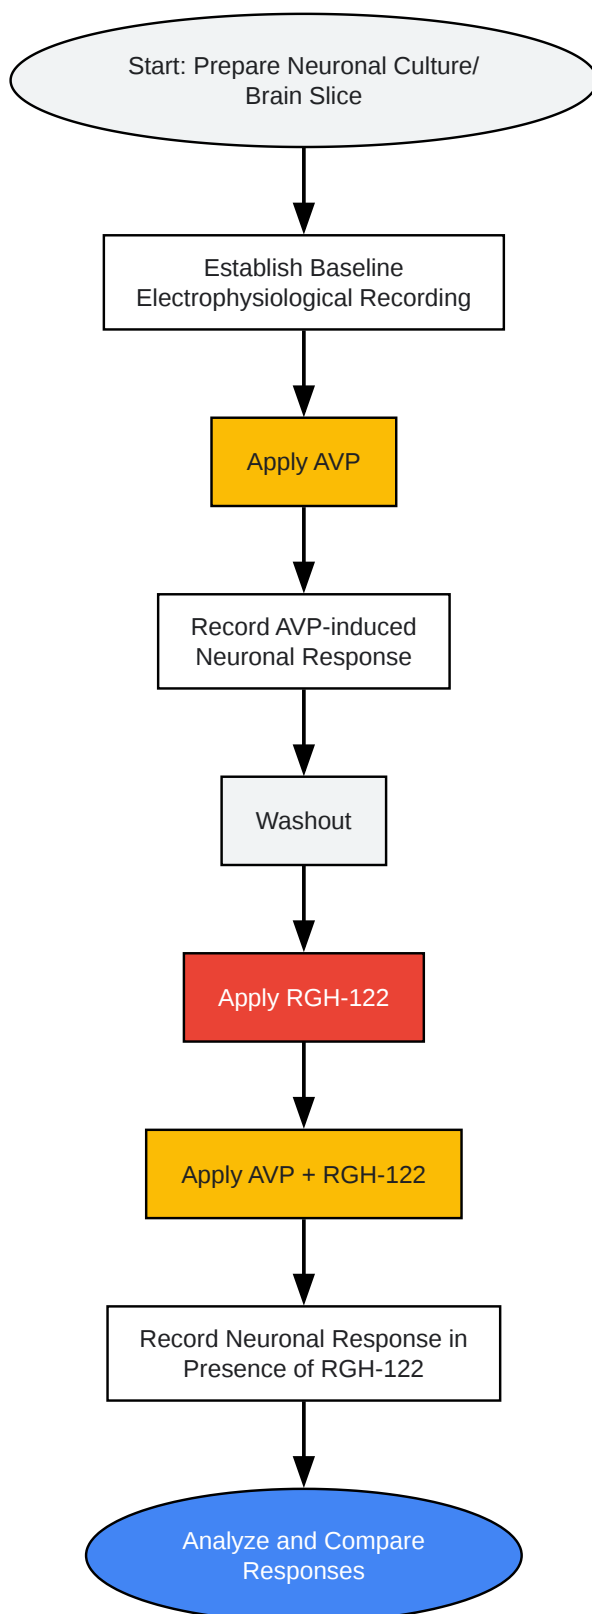 Start: Prepare Neuronal Culture/
Brain Slice
Establish Baseline
Electrophysiological Recording
Apply AVP
Record AVP-induced
Neuronal Response
Washout
Apply RGH-122
Apply AVP + RGH-122
Record Neuronal Response in
Presence of RGH-122
Analyze and Compare
Responses